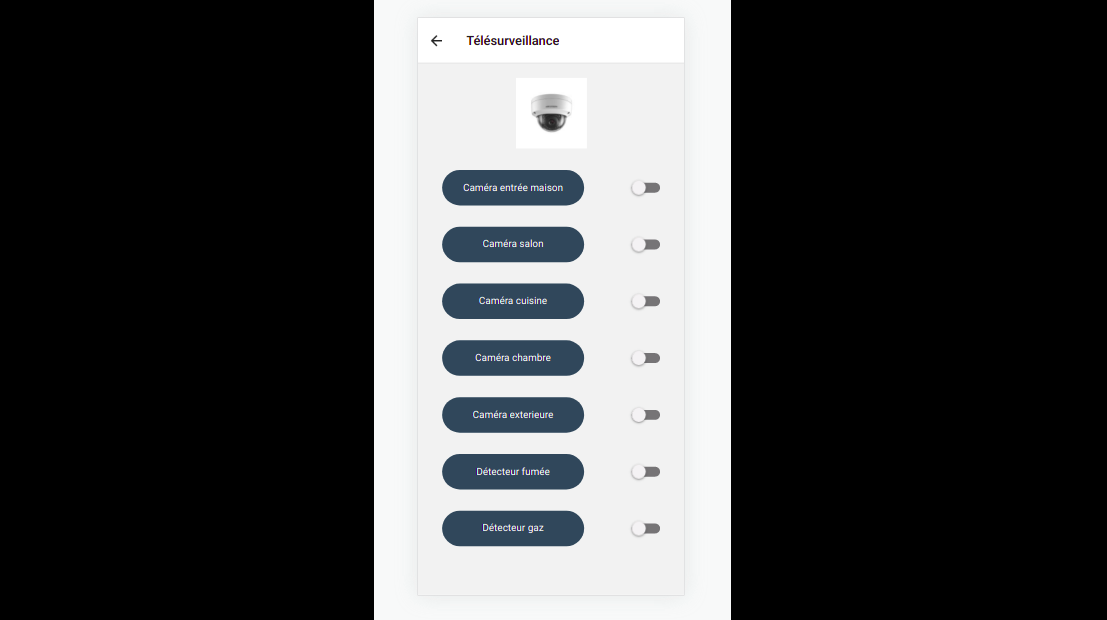 Télésurveillance
Caméra entrée maison
Caméra salon
Caméra cuisine
Caméra chambre
Caméra exterieure
Détecteur fumée
Détecteur gaz